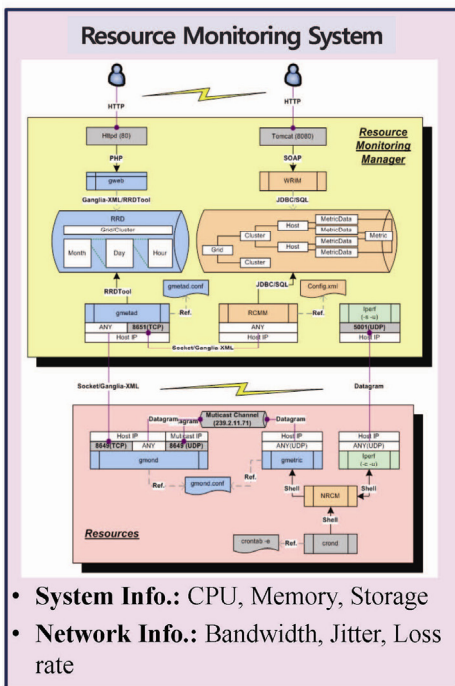 Resource Monitoring System
HTTP
HTTP
Httpd (80)
Tomcat (8080)
Resource
Monitoring
Manager
PHP
SOAP
gweb
WRIM
Ganglia-XML/RRDTool
JDBC/SQL
RRD
Grid/Cluster
Month
Day
Hour
Grid
Cluster
Cluster
Host
Host
MetricData
MetricData
MetricData
MetricData
Metric
RRDTool
gmetad.conf
JDBC/SQL
Config.xml
gmetad
Ref.
RCMM
Ref.
Iperf
(-s -u)
ANY
8651(TCP)
ANY
5001(UDP)
Host IP
Host IP
Host IP
Socket/Ganglia-XML
Socket/Ganglia-XML
Datagram
Muticast Channel
(239.2.11.71)
Datagram
Datagram
Host IP
Muticast IP
Host IP
Host IP
8649(TCP)
ANY
8649(UDP)
ANY(UDP)
ANY(UDP)
gmond
gmetric
Iperf
(-c -u)
Ref.
gmond.conf
Ref.
Shell
Shell
NRCM
Shell
Resources
crontab -e
Ref.
crond
• System Info.: CPU, Memory, Storage
• Network Info.: Bandwidth, Jitter, Loss
rate